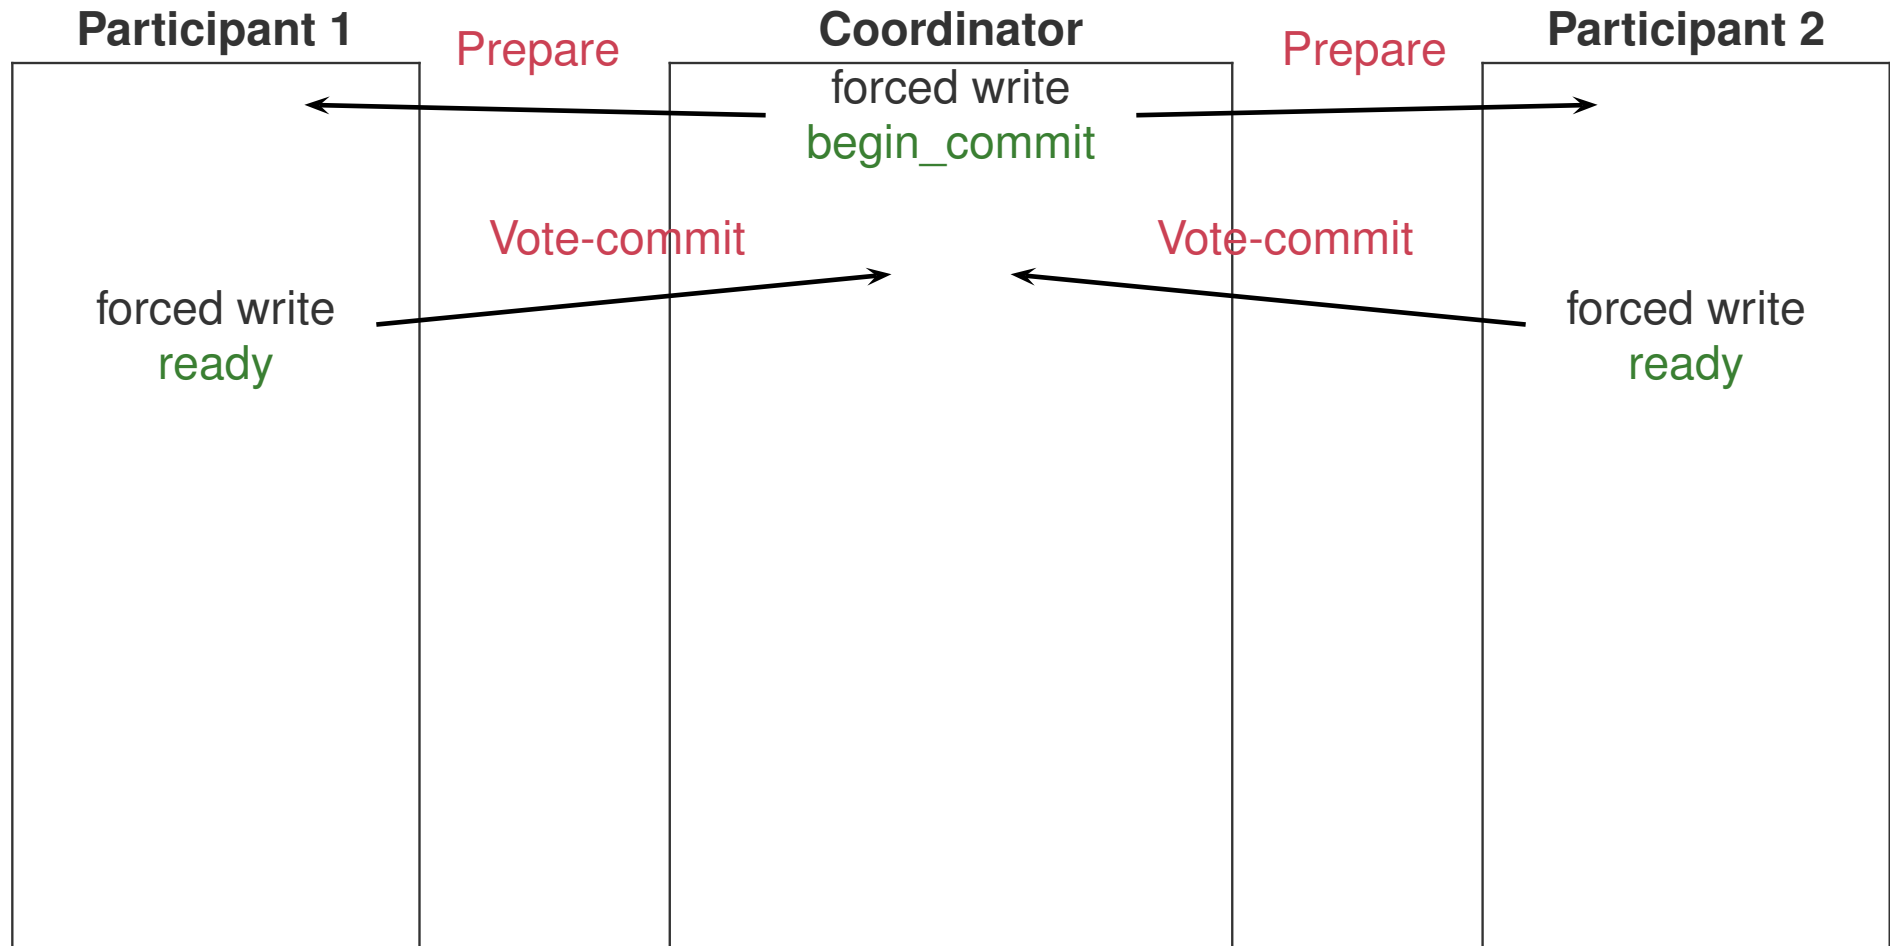 Participant 1
Prepare
Coordinator
Prepare
Participant 2
forced write
begin_commit
Vote-commit
Vote-commit
forced write
ready
forced write
ready